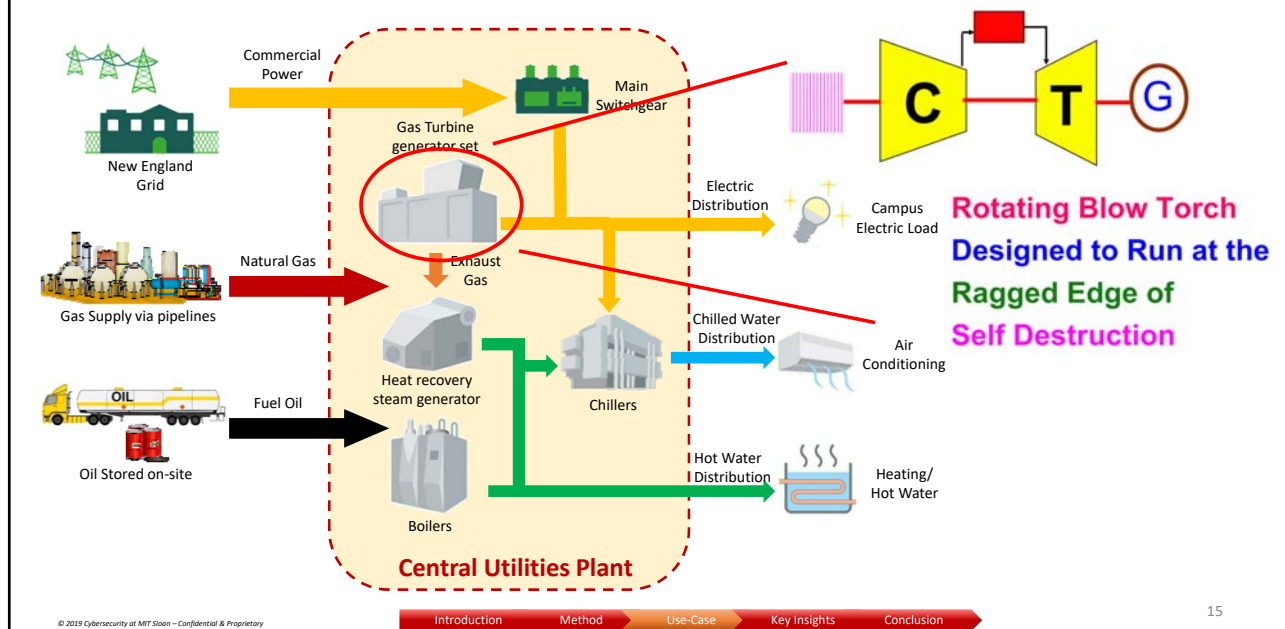 Commercial
Power
New England
Grid
Main
Switchgear
Gas Turbine
generator set
C
T
G
Electric
Distribution
Campus
Electric Load
Rotating Blow Torch
Designed to Run at the
Ragged Edge of
Self Destruction
Natural Gas
Gas Supply via pipelines
Exhaust
Gas
Heat recovery
steam generator
Chillers
Chilled Water
Distribution
Air
Conditioning
OIL
Fuel Oil
Oil Stored on-site
Boilers
Hot Water
Distribution
Heating/
Hot Water
Central Utilities Plant
© 2019 Cybersecurity at MIT Sloan – Confidential & Proprietary
Introduction
Method
Use-Case
Key Insights
Conclusion
15